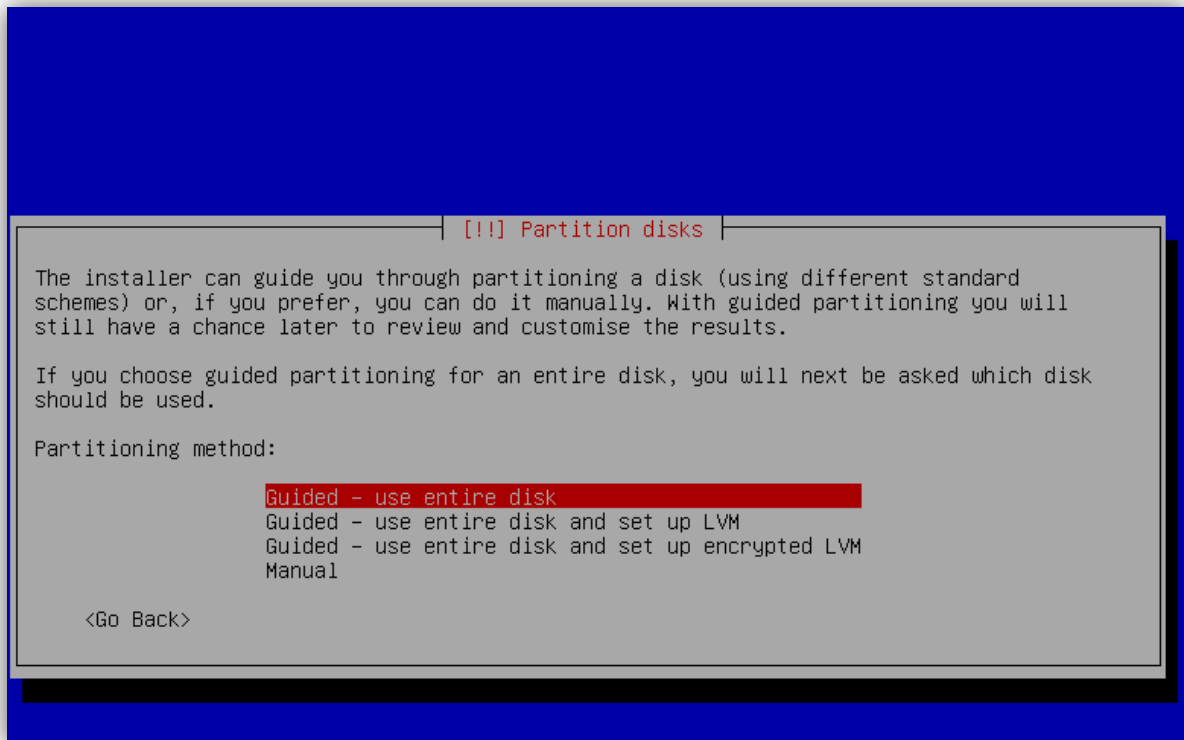 [!!] Partition disks
The installer can guide you through partitioning a disk (using different standard
schemes) or, if you prefer, you can do it manually. With guided partitioning you will
still have a chance later to review and customise the results.
If you choose guided partitioning for an entire disk, you will next be asked which disk
should be used.
Partitioning method:
Guided - use entire disk
Guided - use entire disk and set up LVM
Guided - use entire disk and set up encrypted LVM
Manual
<Go Back>